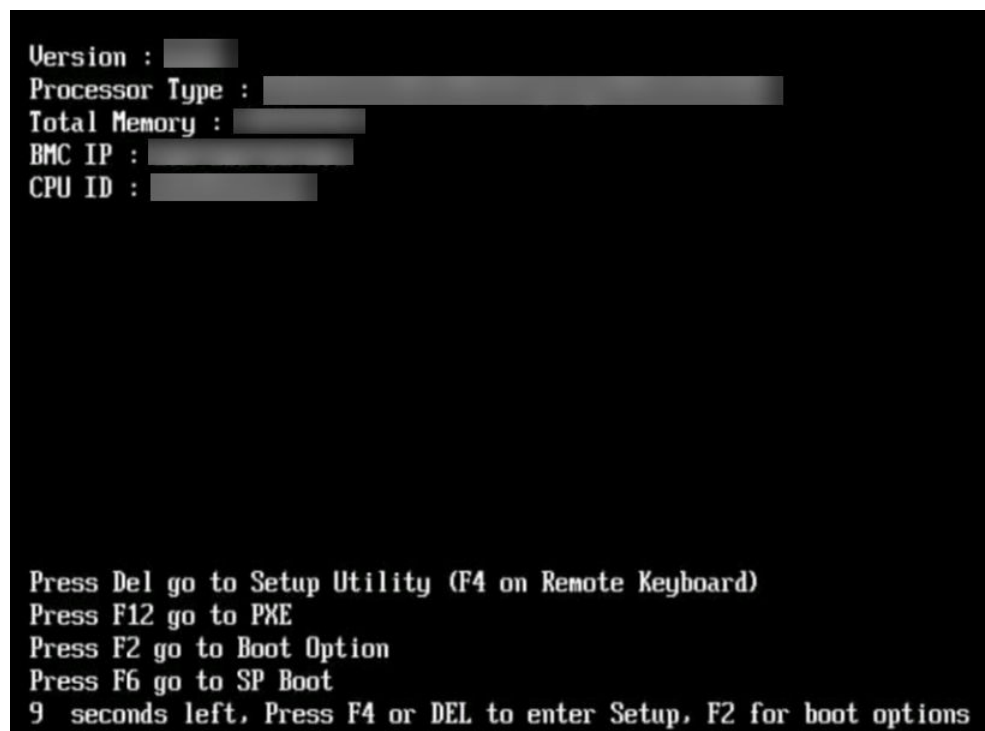 Version :
Processor Type :
Total Memory :
BMC IP :
CPU ID :
Press Del go to Setup Utility (F4 on Remote Keyboard)
Press F12 go to PXE
Press F2 go to Boot Option
Press F6 go to SP Boot
9 seconds left, Press F4 or DEL to enter Setup, F2 for boot options